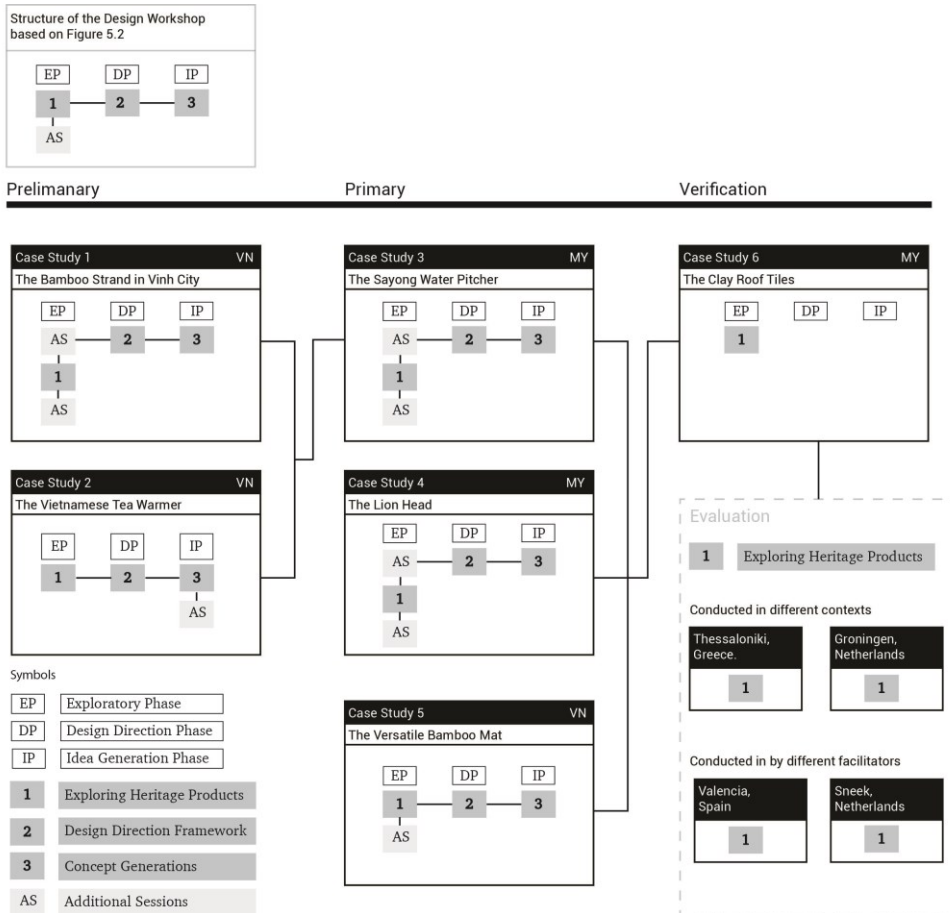 Structure of the Design Workshop
based on Figure 5.2
EP DP IP
1 2 3
AS
Prelimanary
Primary
Verification
Case Study 1 VN
The Bamboo Strand in Vinh City
EP DP IP
AS 2 3
1
AS
Case Study 2 VN
The Vietnamese Tea Warmer
EP DP IP
1 2 3
AS
Symbols
EP Exploratory Phase
DP Design Direction Phase
IP Idea Generation Phase
1 Exploring Heritage Products
2 Design Direction Framework
3 Concept Generations
AS Additional Sessions
Case Study 3 MY
The Sayong Water Pitcher
EP DP IP
AS 2 3
1
AS
Case Study 4 MY
The Lion Head
EP DP IP
AS 2 3
1
AS
Case Study 5 VN
The Versatile Bamboo Mat
EP DP IP
1 2 3
AS
Case Study 6 MY
The Clay Roof Tiles
EP DP IP
1
Evaluation
1 Exploring Heritage Products
Conducted in different contexts
Thessaloniki,
Greece.
1
Groningen,
Netherlands
1
Conducted in by different facilitators
Valencia,
Spain
1
Sneek,
Netherlands
1